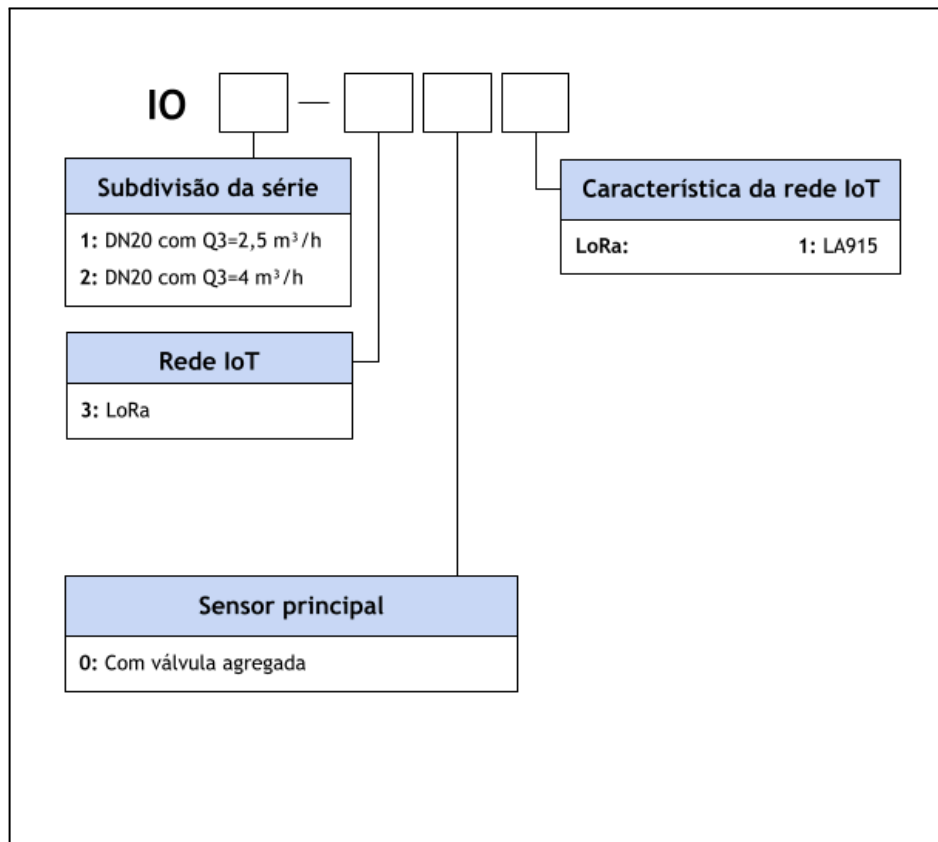 IO —
Subdivisão da série
1: DN20 com Q3=2,5 m³/h
2: DN20 com Q3=4 m³/h
Característica da rede IoT
LoRa: 1: LA915
Rede IoT
3: LoRa
Sensor principal
0: Com válvula agregada